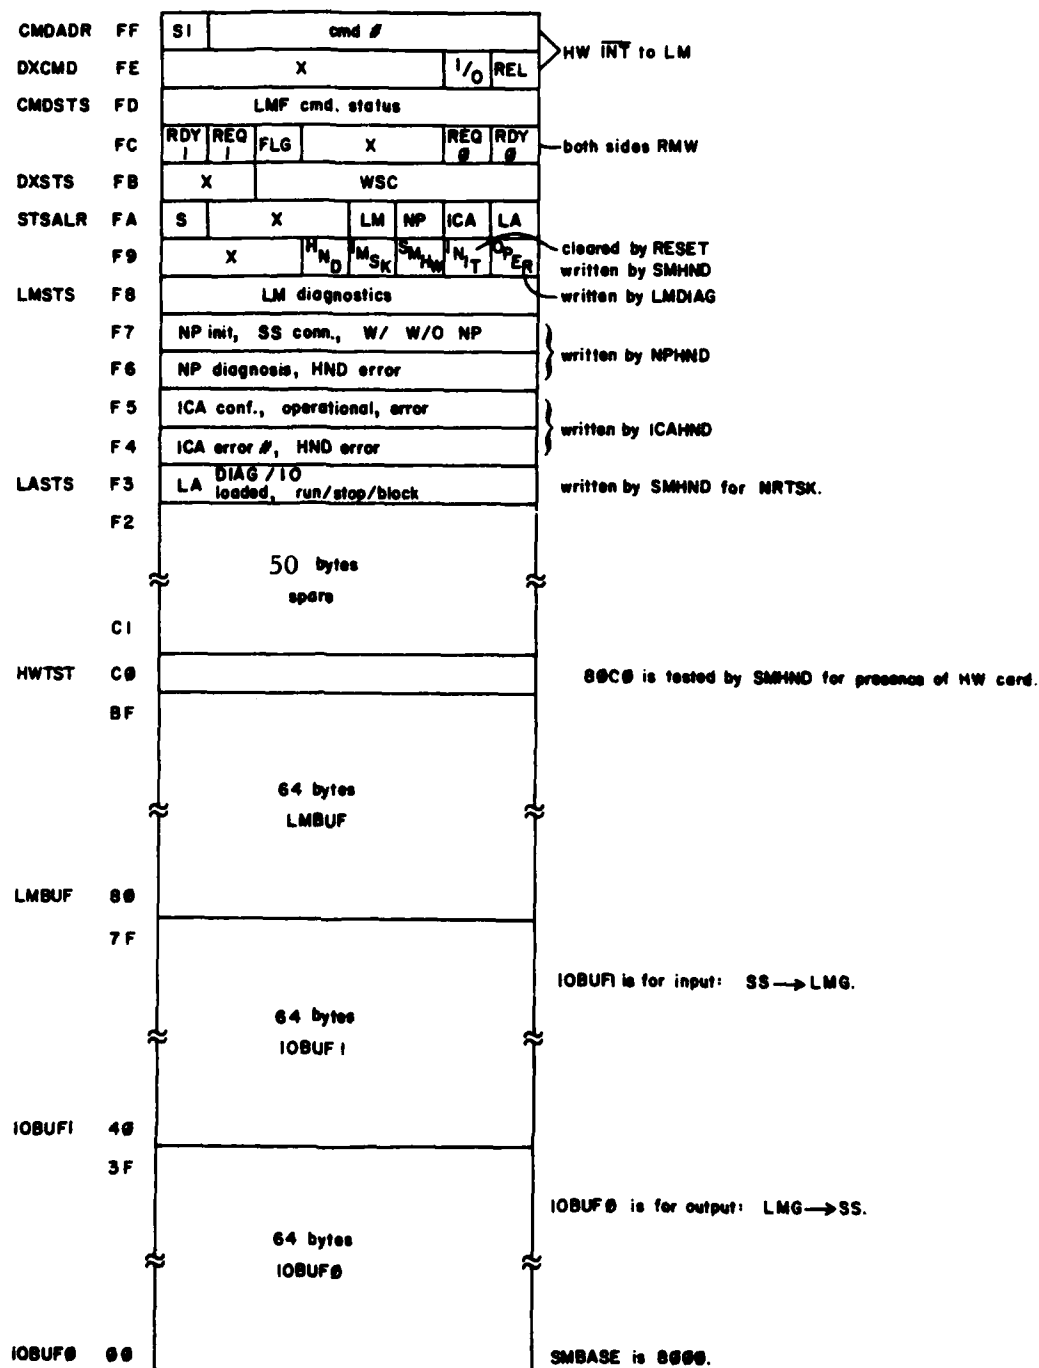 CMDADR FF SI cmd # HW INT to LM
DXCMD FE X I/O REL
CMDSTS FD LMF cmd. status
FC RDY 1 REQ 1 FLG X REQ Ø RDY Ø both sides RMW
DXSTS FB X WSC
STSALR FA S X LM NP ICA LA
F9 X HND IMSK SMHW INIT OPER cleared by RESET
written by SMHND
LMSTS F8 LM diagnostics written by LMDIAG
F7 NP init, SS conn., W/ W/O NP
written by NPHND
F6 NP diagnosis, HND error
F5 ICA conf., operational, error
written by ICAHND
F4 ICA error #, HND error
LASTS F3 LA DIAG/IO written by SMHND for NRTSK.
loaded, run/stop/block
F2
50 bytes
spare
C1
HWTST CØ 8ØCØ is tested by SMHND for presence of HW card.
BF
64 bytes
LMBUF
LMBUF 8Ø
7F
IOBUF1 is for input: SS→LMG.
64 bytes
IOBUF1
IOBUF1 4Ø
3F
IOBUFØ is for output: LMG→SS.
64 bytes
IOBUFØ
IOBUFØ ØØ SMBASE is 8ØØØ.